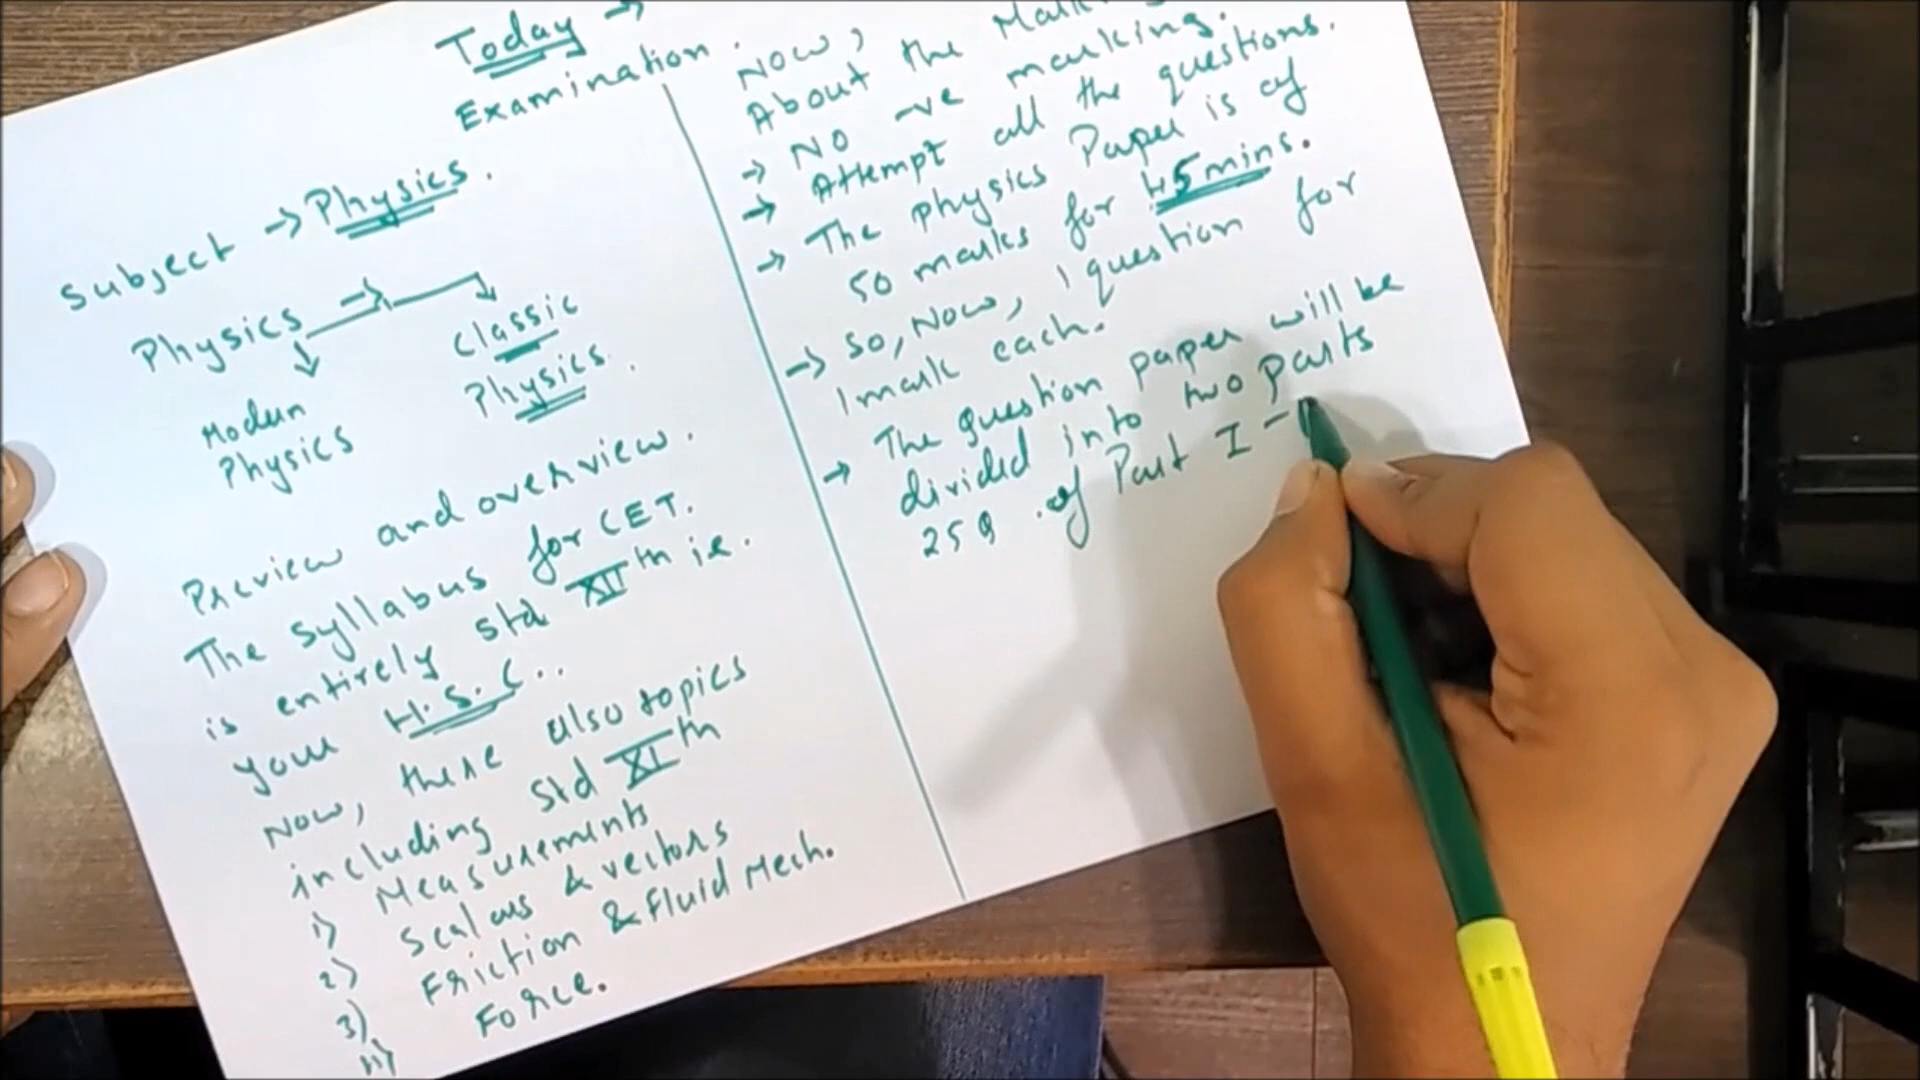 Today →
Examination.
Subject → Physics.
Physics →
Modern
Physics
Classic
Physics.
Preview and overview.
The syllabus for CET.
is entirely std XIIth ie.
your H.S.C..
Now, there also topics
including std XIth
1) Measurements
2) Scalars & vectors
3) Friction & Fluid Mech.
4) Force.
Now,
About the
→ NO -ve marking.
→ Attempt all the questions.
→ The physics Paper is of
50 marks for 45mins.
→ So, Now, 1 question for
1 mark each.
→ The question paper will be
divided into two parts
25 Q of Part I -